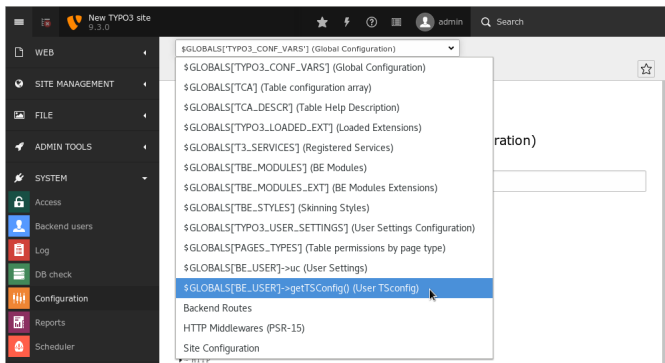 New TYPO3 site
9.3.0
admin
Search
WEB
SITE MANAGEMENT
FILE
ADMIN TOOLS
SYSTEM
Access
Backend users
Log
DB check
Configuration
Reports
Scheduler
$GLOBALS['TYPO3_CONF_VARS'] (Global Configuration)
$GLOBALS['TYPO3_CONF_VARS'] (Global Configuration)
$GLOBALS['TCA'] (Table configuration array)
$GLOBALS['TCA_DESCR'] (Table Help Description)
$GLOBALS['TYPO3_LOADED_EXT'] (Loaded Extensions)
$GLOBALS['T3_SERVICES'] (Registered Services)
$GLOBALS['TBE_MODULES'] (BE Modules)
$GLOBALS['TBE_MODULES_EXT'] (BE Modules Extensions)
$GLOBALS['TBE_STYLES'] (Skinning Styles)
$GLOBALS['TYPO3_USER_SETTINGS'] (User Settings Configuration)
$GLOBALS['PAGES_TYPES'] (Table permissions by page type)
$GLOBALS['BE_USER']->uc (User Settings)
$GLOBALS['BE_USER']->getTSConfig() (User TSconfig)
Backend Routes
HTTP Middlewares (PSR-15)
Site Configuration
ration)